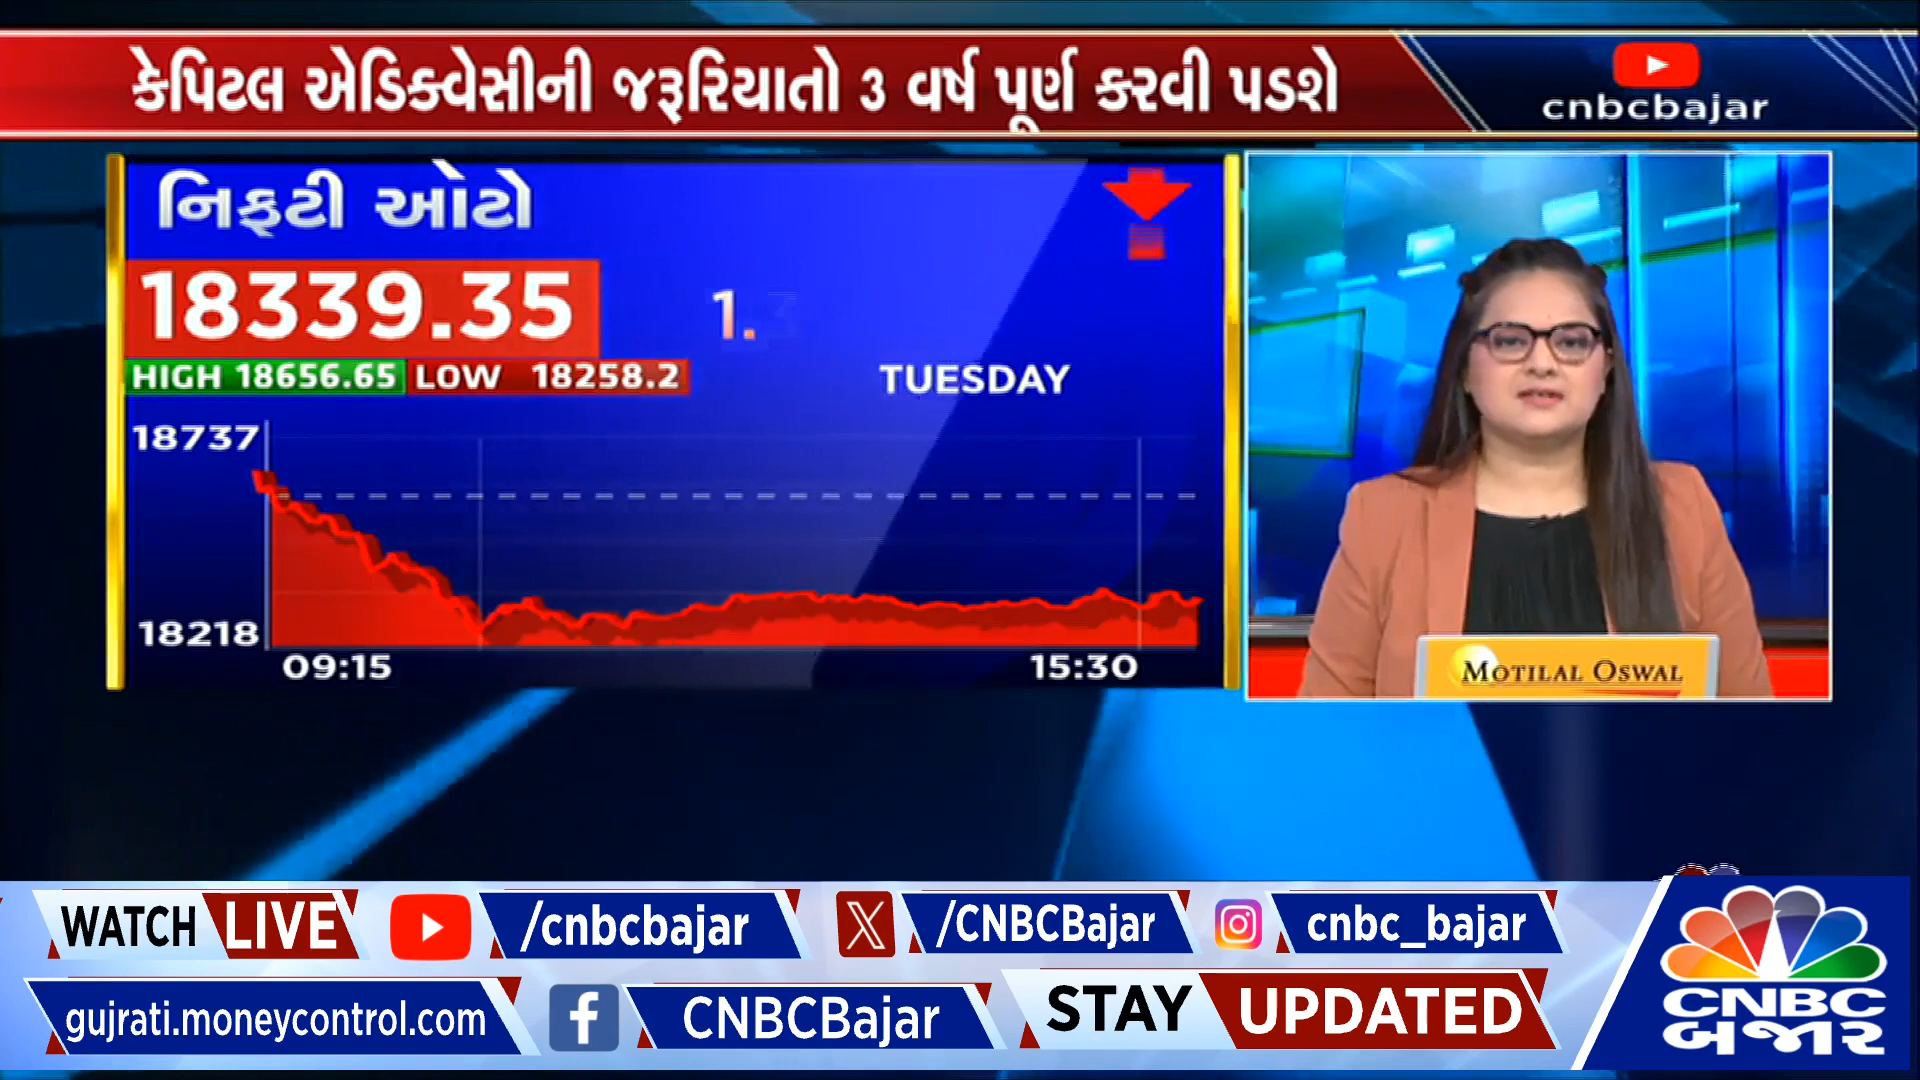 કેપિટલ એડિક્વેસીની જરૂરિયાતો 3 વર્ષ પૂર્ણ કરવી પડશે
cnbcbajar
નિફ્ટી ઓટો
18339.35
1.
HIGH 18656.65 LOW 18258.2
TUESDAY
18737
18218
09:15 15:30
MOTILAL OSWAL
WATCH LIVE /cnbcbajar /CNBCBajar cnbc_bajar
gujrati.moneycontrol.com CNBCBajar STAY UPDATED
CNBC
બજાર